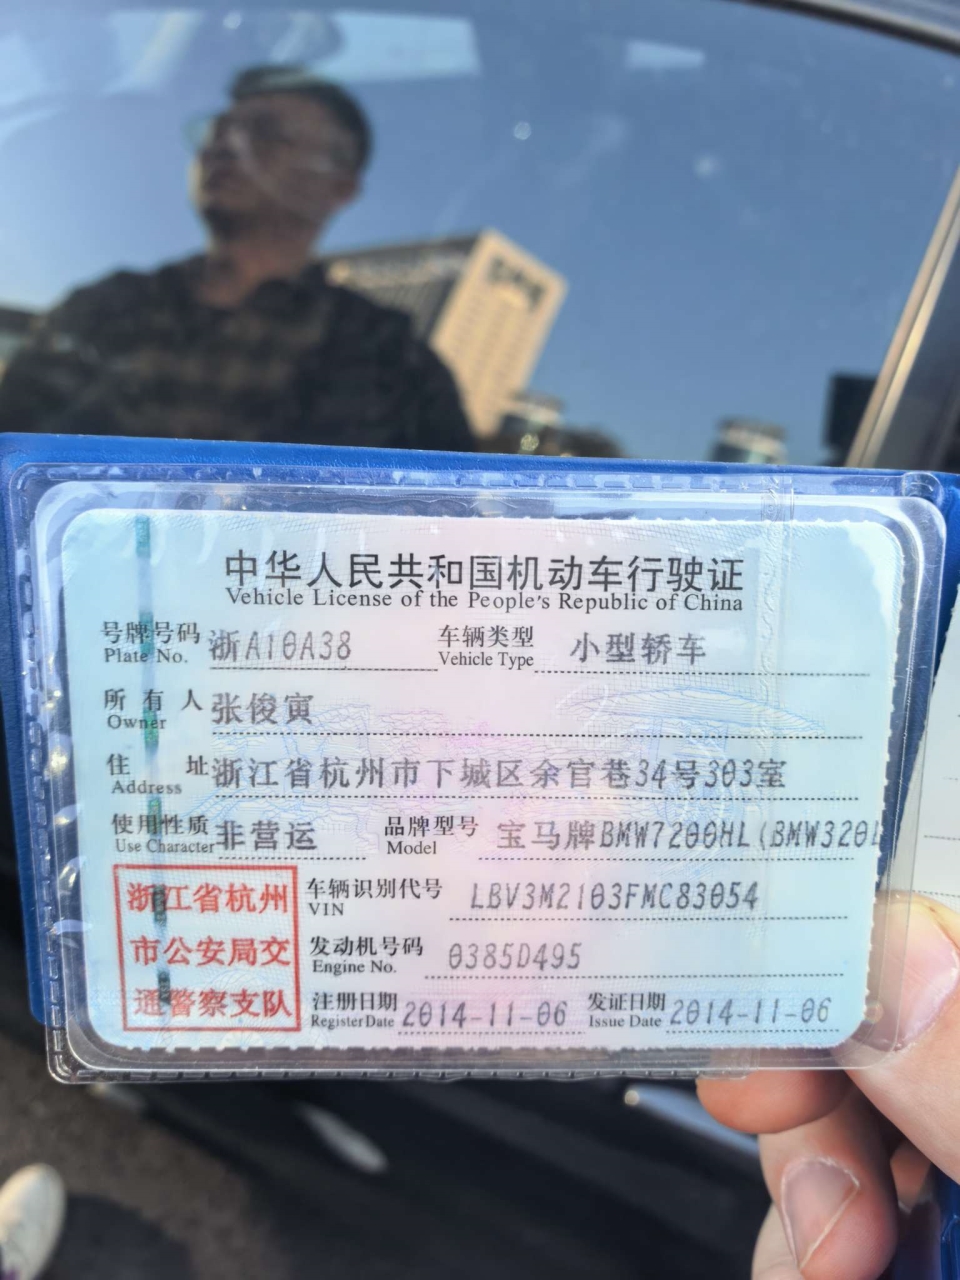 中华人民共和国机动车行驶证
Vehicle License of the People's Republic of China
号牌号码 浙A10A38 车辆类型 小型轿车
Plate No. Vehicle Type
所有人 张俊寅
Owner
住址 浙江省杭州市下城区余官巷34号303室
Address
使用性质 非营运 品牌型号 宝马牌BMW7200HL(BMW320L
Use Character Model
浙江省杭州
市公安局交
通警察支队
车辆识别代号 LBV3M2103FMC83054
VIN
发动机号码 0385D495
Engine No.
注册日期 2014-11-06 发证日期 2014-11-06
Register Date Issue Date